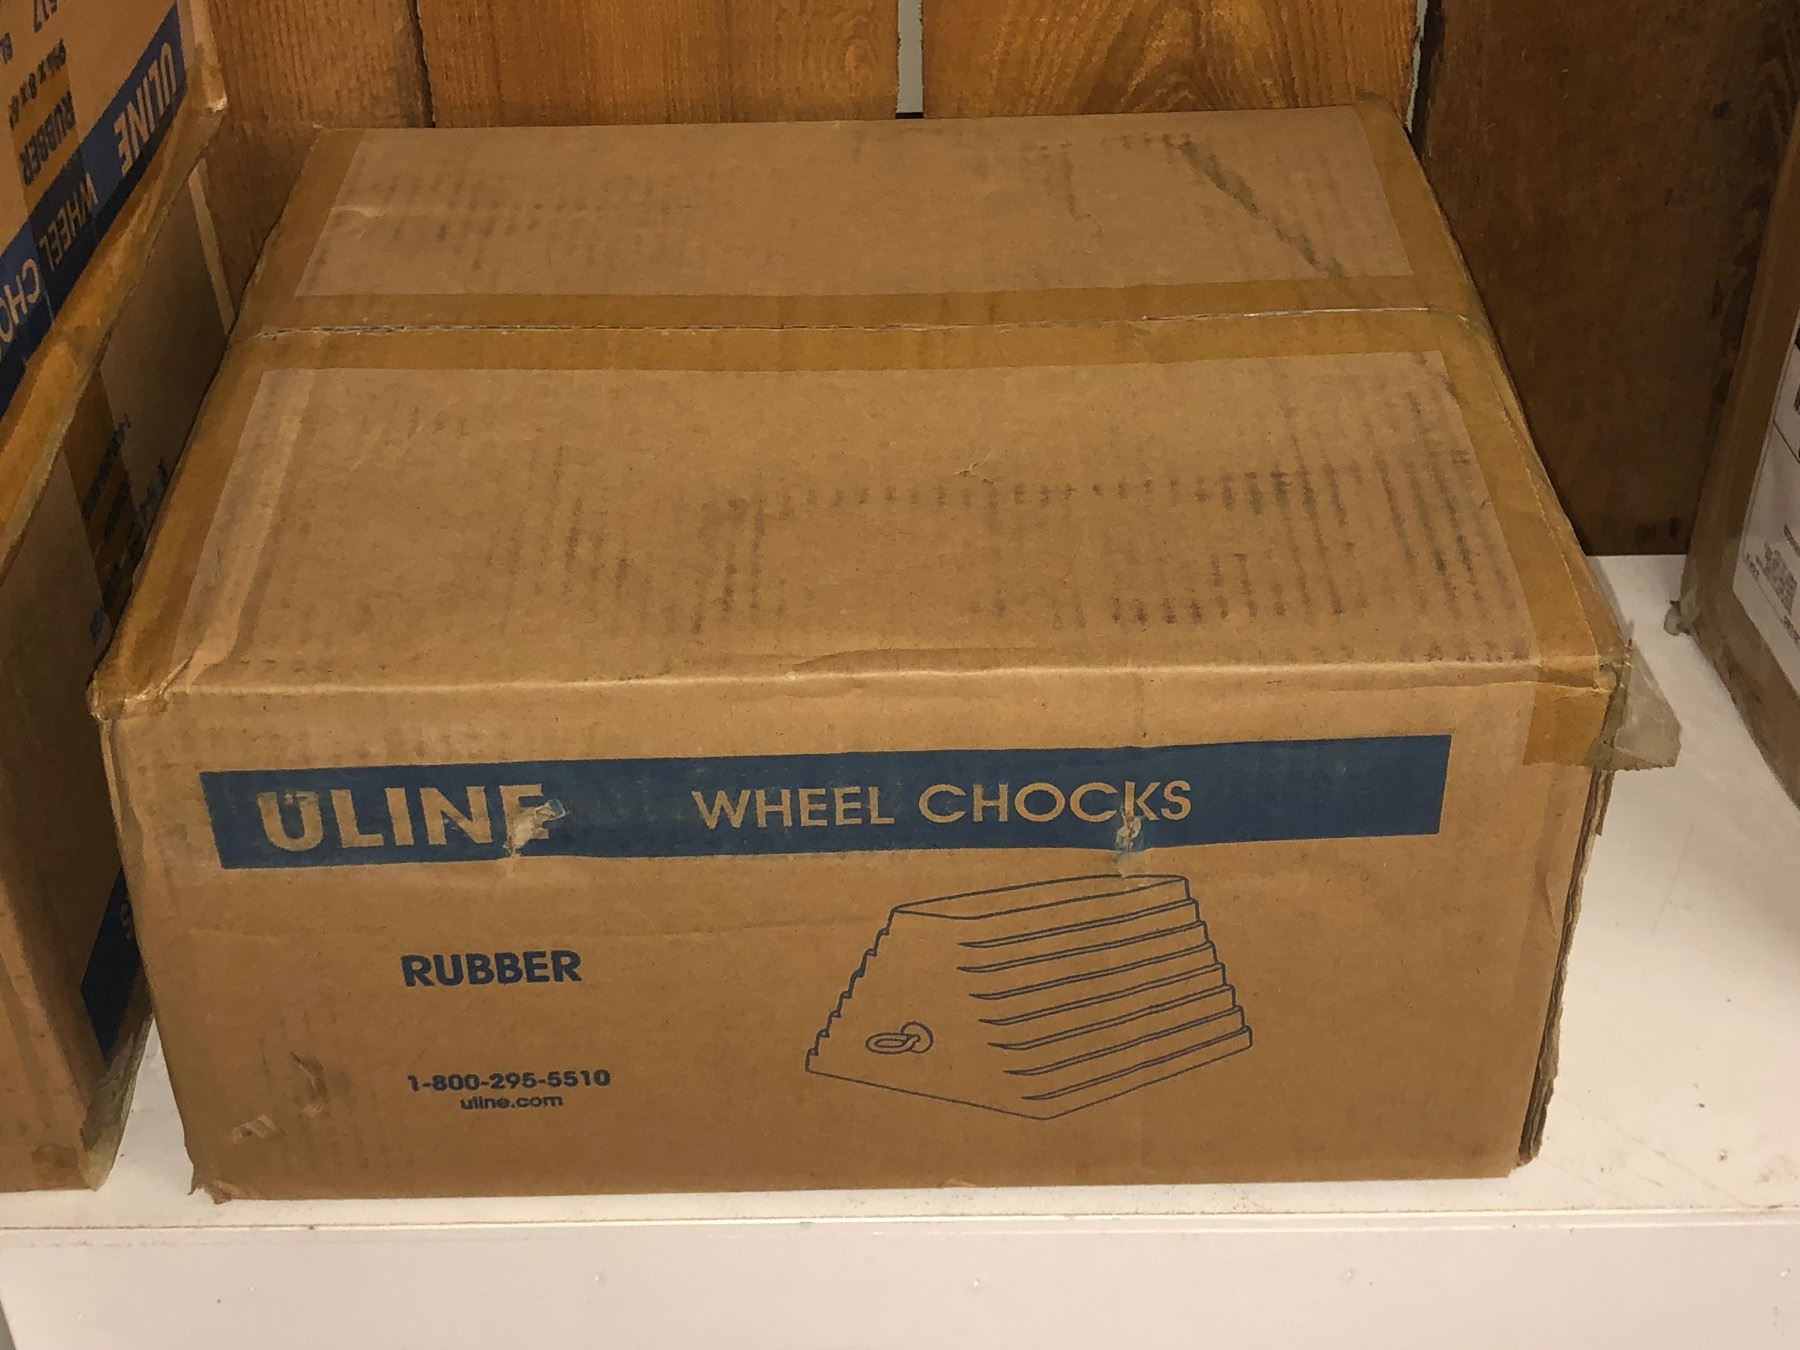 ULINE WHEEL CHOCKS
RUBBER
1-800-295-5510
uline.com
ULINE
WHEEL
RUBBER